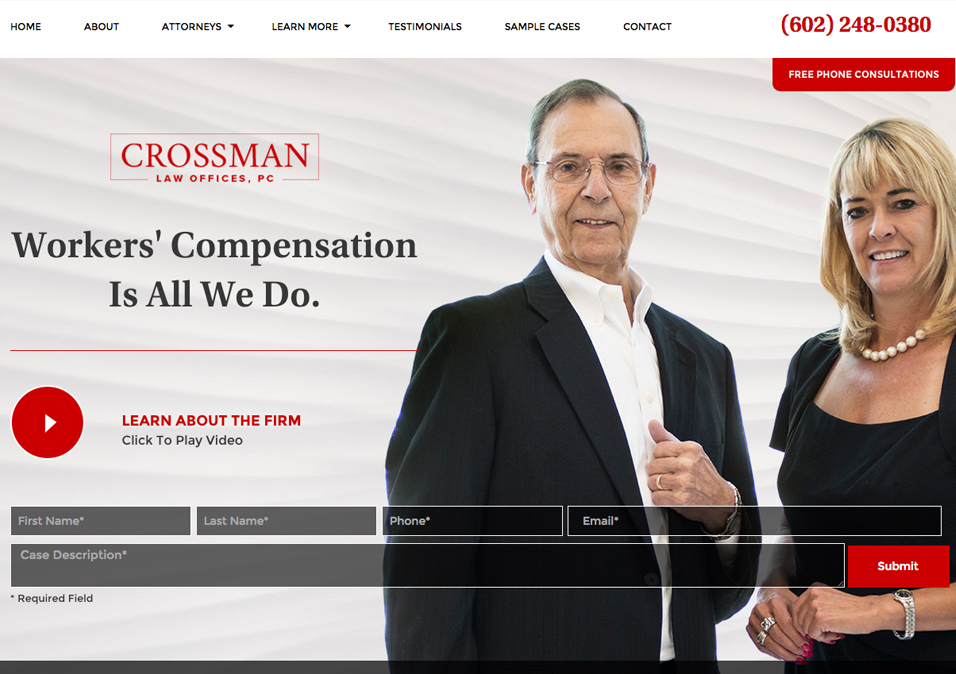 HOME ABOUT ATTORNEYS LEARN MORE TESTIMONIALS SAMPLE CASES CONTACT (602) 248-0380
FREE PHONE CONSULTATIONS
CROSSMAN
LAW OFFICES, PC
Workers' Compensation
Is All We Do.
LEARN ABOUT THE FIRM
Click To Play Video
First Name* Last Name* Phone* Email*
Case Description*
Submit
* Required Field